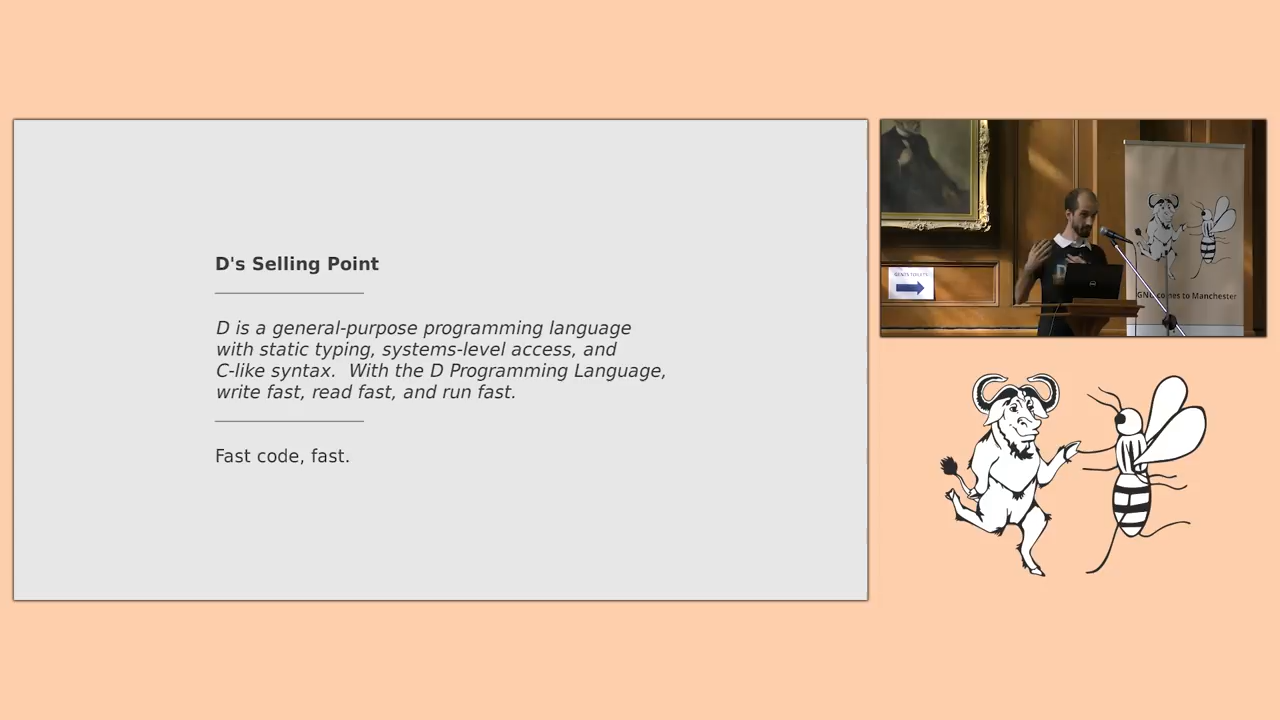 D's Selling Point
D is a general-purpose programming language
with static typing, systems-level access, and
C-like syntax.  With the D Programming Language,
write fast, read fast, and run fast.
Fast code, fast.
GNU comes to Manchester